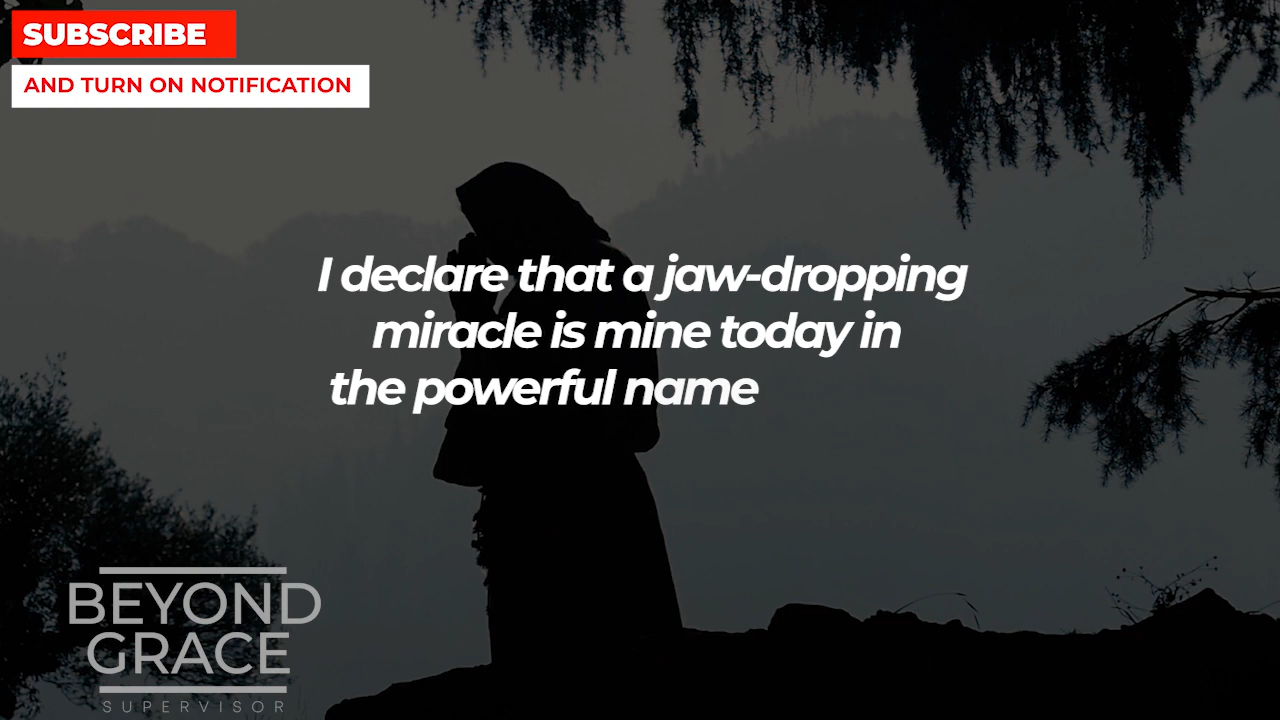 SUBSCRIBE
AND TURN ON NOTIFICATION
I declare that a jaw-dropping
miracle is mine today in
the powerful name
BEYOND
GRACE
SUPERVISOR